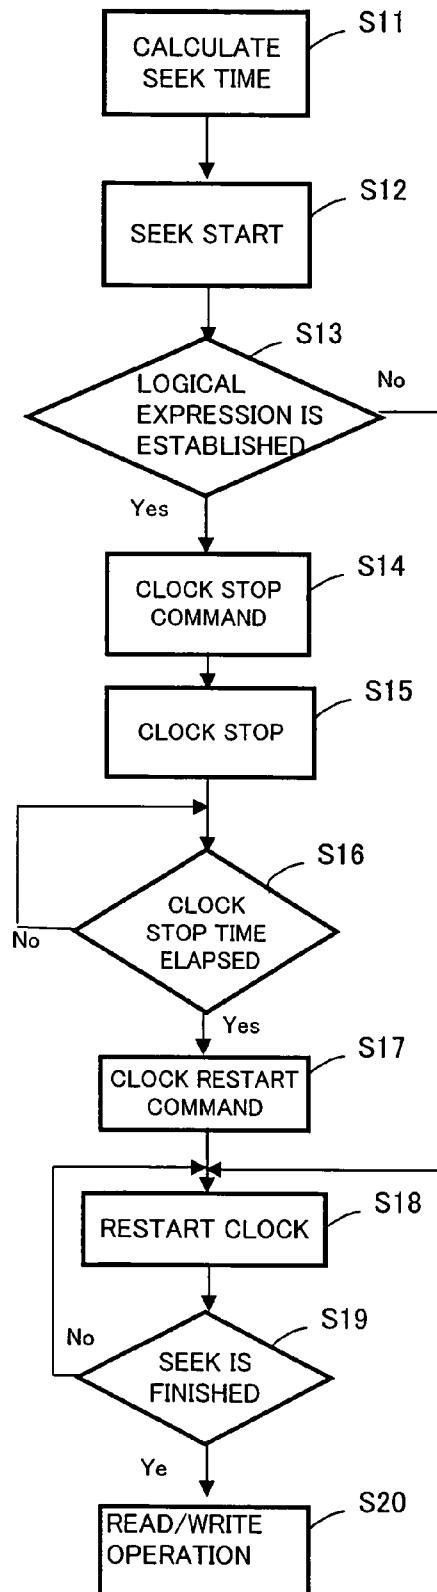 S11
CALCULATE
SEEK TIME
S12
SEEK START
S13
No
LOGICAL
EXPRESSION IS
ESTABLISHED
Yes
S14
CLOCK STOP
COMMAND
S15
CLOCK STOP
S16
CLOCK
STOP TIME
ELAPSED
No
Yes
S17
CLOCK RESTART
COMMAND
S18
RESTART CLOCK
S19
No
SEEK IS
FINISHED
Ye
S20
READ/WRITE
OPERATION